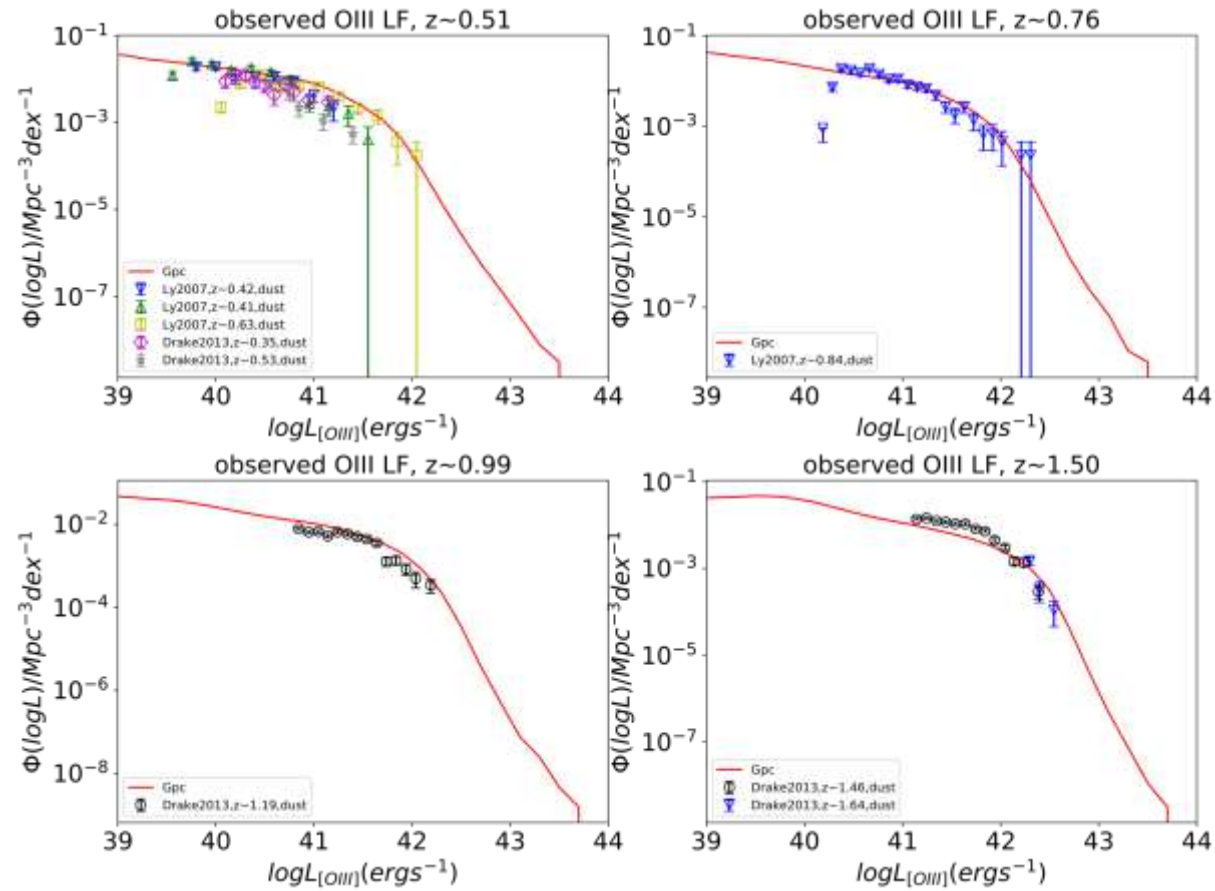 observed OIII LF, z~0.51
Φ(logL)/Mpc⁻³dex⁻¹
10⁻¹
10⁻³
10⁻⁵
10⁻⁷
Gpc
Ly2007,z~0.42,dust
Ly2007,z~0.41,dust
Ly2007,z~0.63,dust
Drake2013,z~0.35,dust
Drake2013,z~0.53,dust
39 40 41 42 43 44
logL[OIII](ergs⁻¹)
observed OIII LF, z~0.76
Φ(logL)/Mpc⁻³dex⁻¹
10⁻¹
10⁻³
10⁻⁵
10⁻⁷
Gpc
Ly2007,z~0.84,dust
39 40 41 42 43 44
logL[OIII](ergs⁻¹)
observed OIII LF, z~0.99
Φ(logL)/Mpc⁻³dex⁻¹
10⁻²
10⁻⁴
10⁻⁶
10⁻⁸
Gpc
Drake2013,z~1.19,dust
39 40 41 42 43 44
logL[OIII](ergs⁻¹)
observed OIII LF, z~1.50
Φ(logL)/Mpc⁻³dex⁻¹
10⁻¹
10⁻³
10⁻⁵
10⁻⁷
Gpc
Drake2013,z~1.46,dust
Drake2013,z~1.64,dust
39 40 41 42 43 44
logL[OIII](ergs⁻¹)